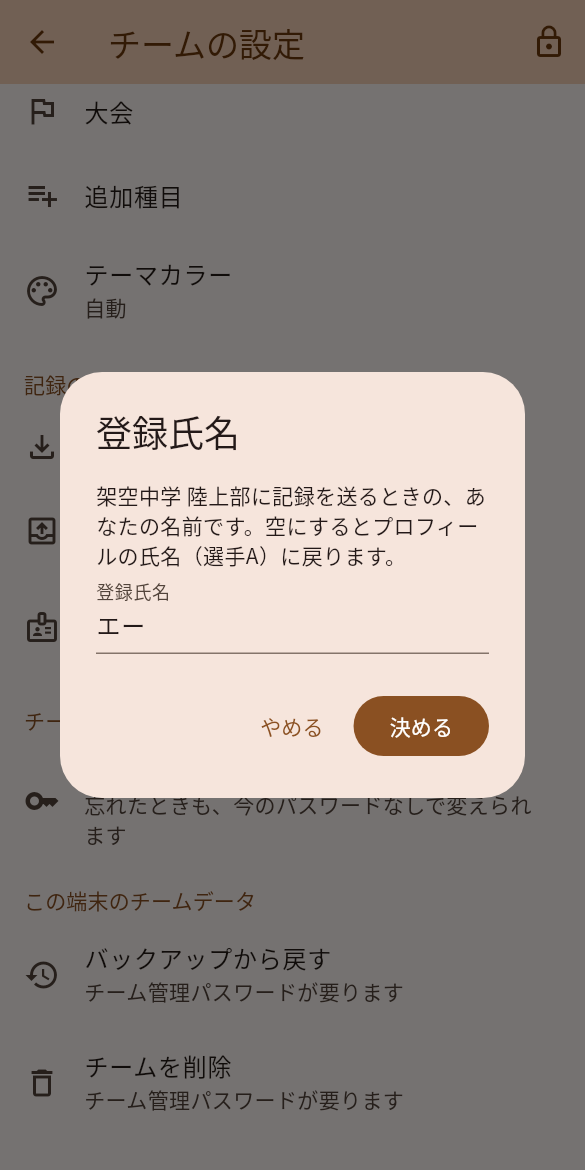 チームの設定
大会
追加種目
テーマカラー
自動
記録の
登録氏名
架空中学 陸上部に記録を送るときの、あ
なたの名前です。空にするとプロフィー
ルの氏名（選手A）に戻ります。
登録氏名
エー
やめる
決める
チー
忘れたときも、今のパスワードなしで変えられ
ます
この端末のチームデータ
バックアップから戻す
チーム管理パスワードが要ります
チームを削除
チーム管理パスワードが要ります